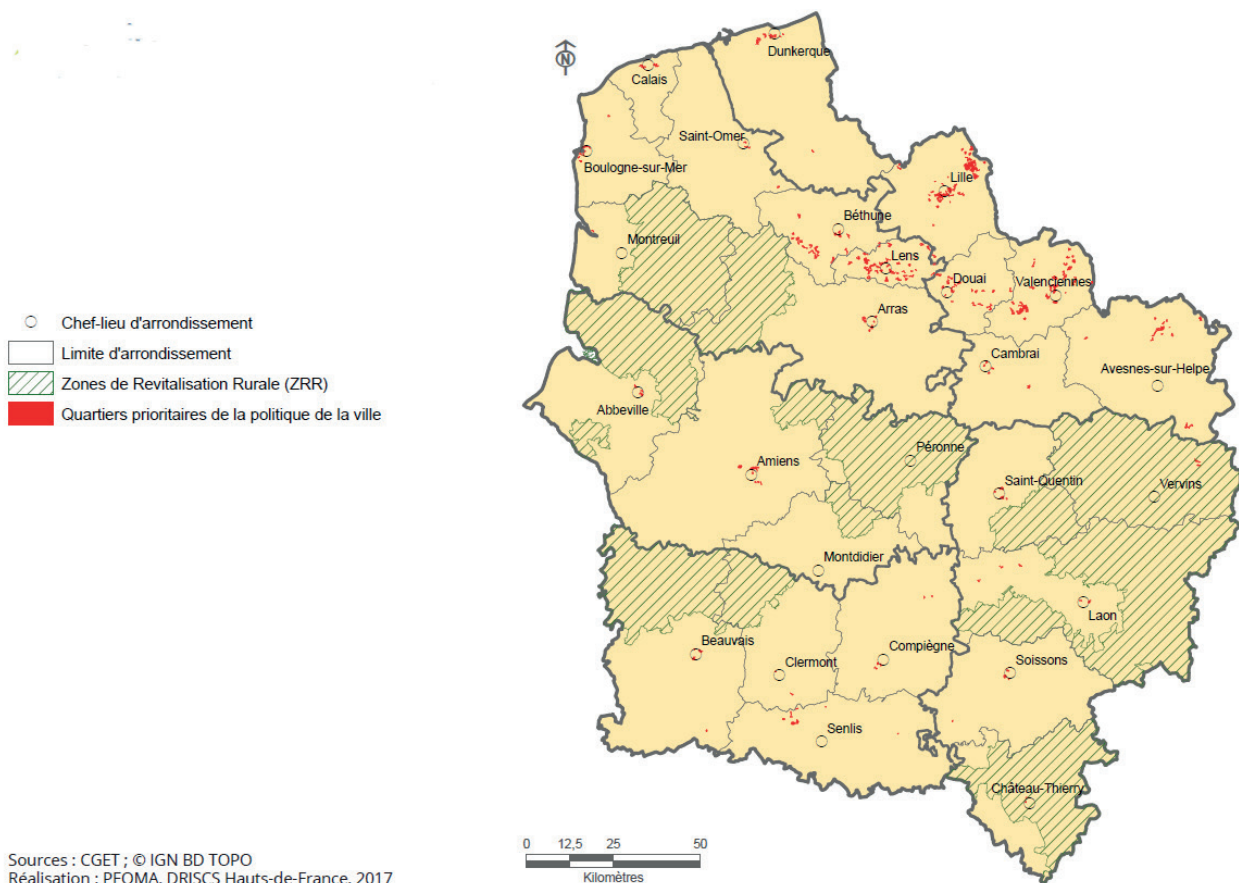 N
Dunkerque
Calais
Saint-Omer
Boulogne-sur-Mer
Lille
Béthune
Montreuil
Lens
Douai
Valenciennes
Arras
Cambrai
Avesnes-sur-Helpe
Abbeville
Amiens
Péronne
Saint-Quentin
Vervins
Montdidier
Laon
Beauvais
Clermont
Compiègne
Soissons
Senlis
Château-Thierry
Chef-lieu d'arrondissement
Limite d'arrondissement
Zones de Revitalisation Rurale (ZRR)
Quartiers prioritaires de la politique de la ville
0 12,5 25 50
Kilomètres
Sources : CGET ; © IGN BD TOPO
Réalisation : PEOMA, DRJSCS Hauts-de-France, 2017